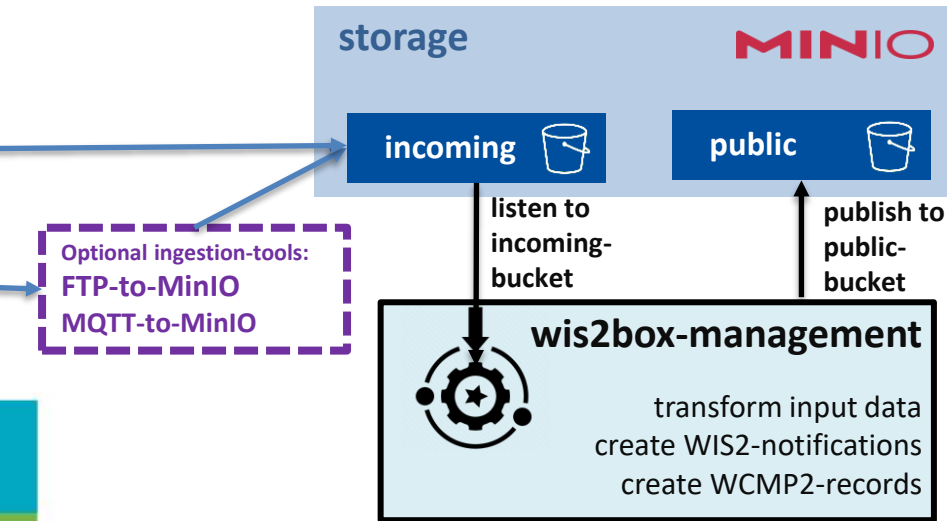 storage
MINIO
incoming
public
listen to
incoming-
bucket
publish to
public-
bucket
Optional ingestion-tools:
FTP-to-MinIO
MQTT-to-MinIO
wis2box-management
transform input data
create WIS2-notifications
create WCMP2-records